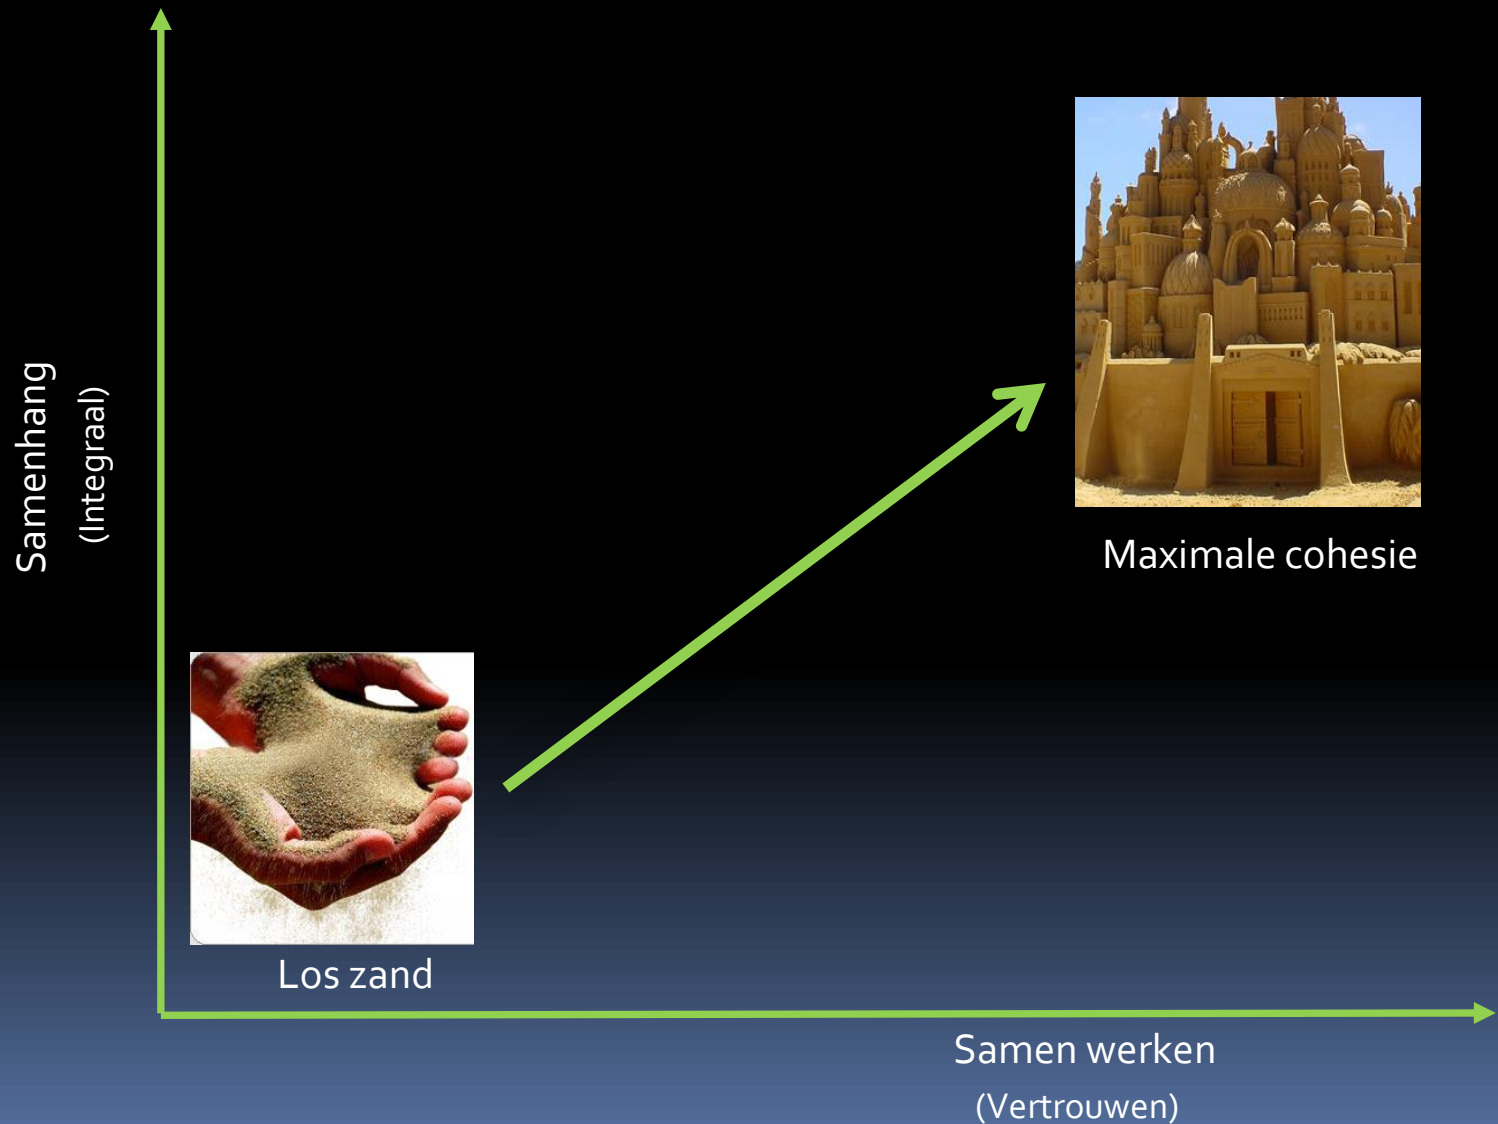 Samenhang
(Integraal)
Maximale cohesie
Los zand
Samen werken
(Vertrouwen)